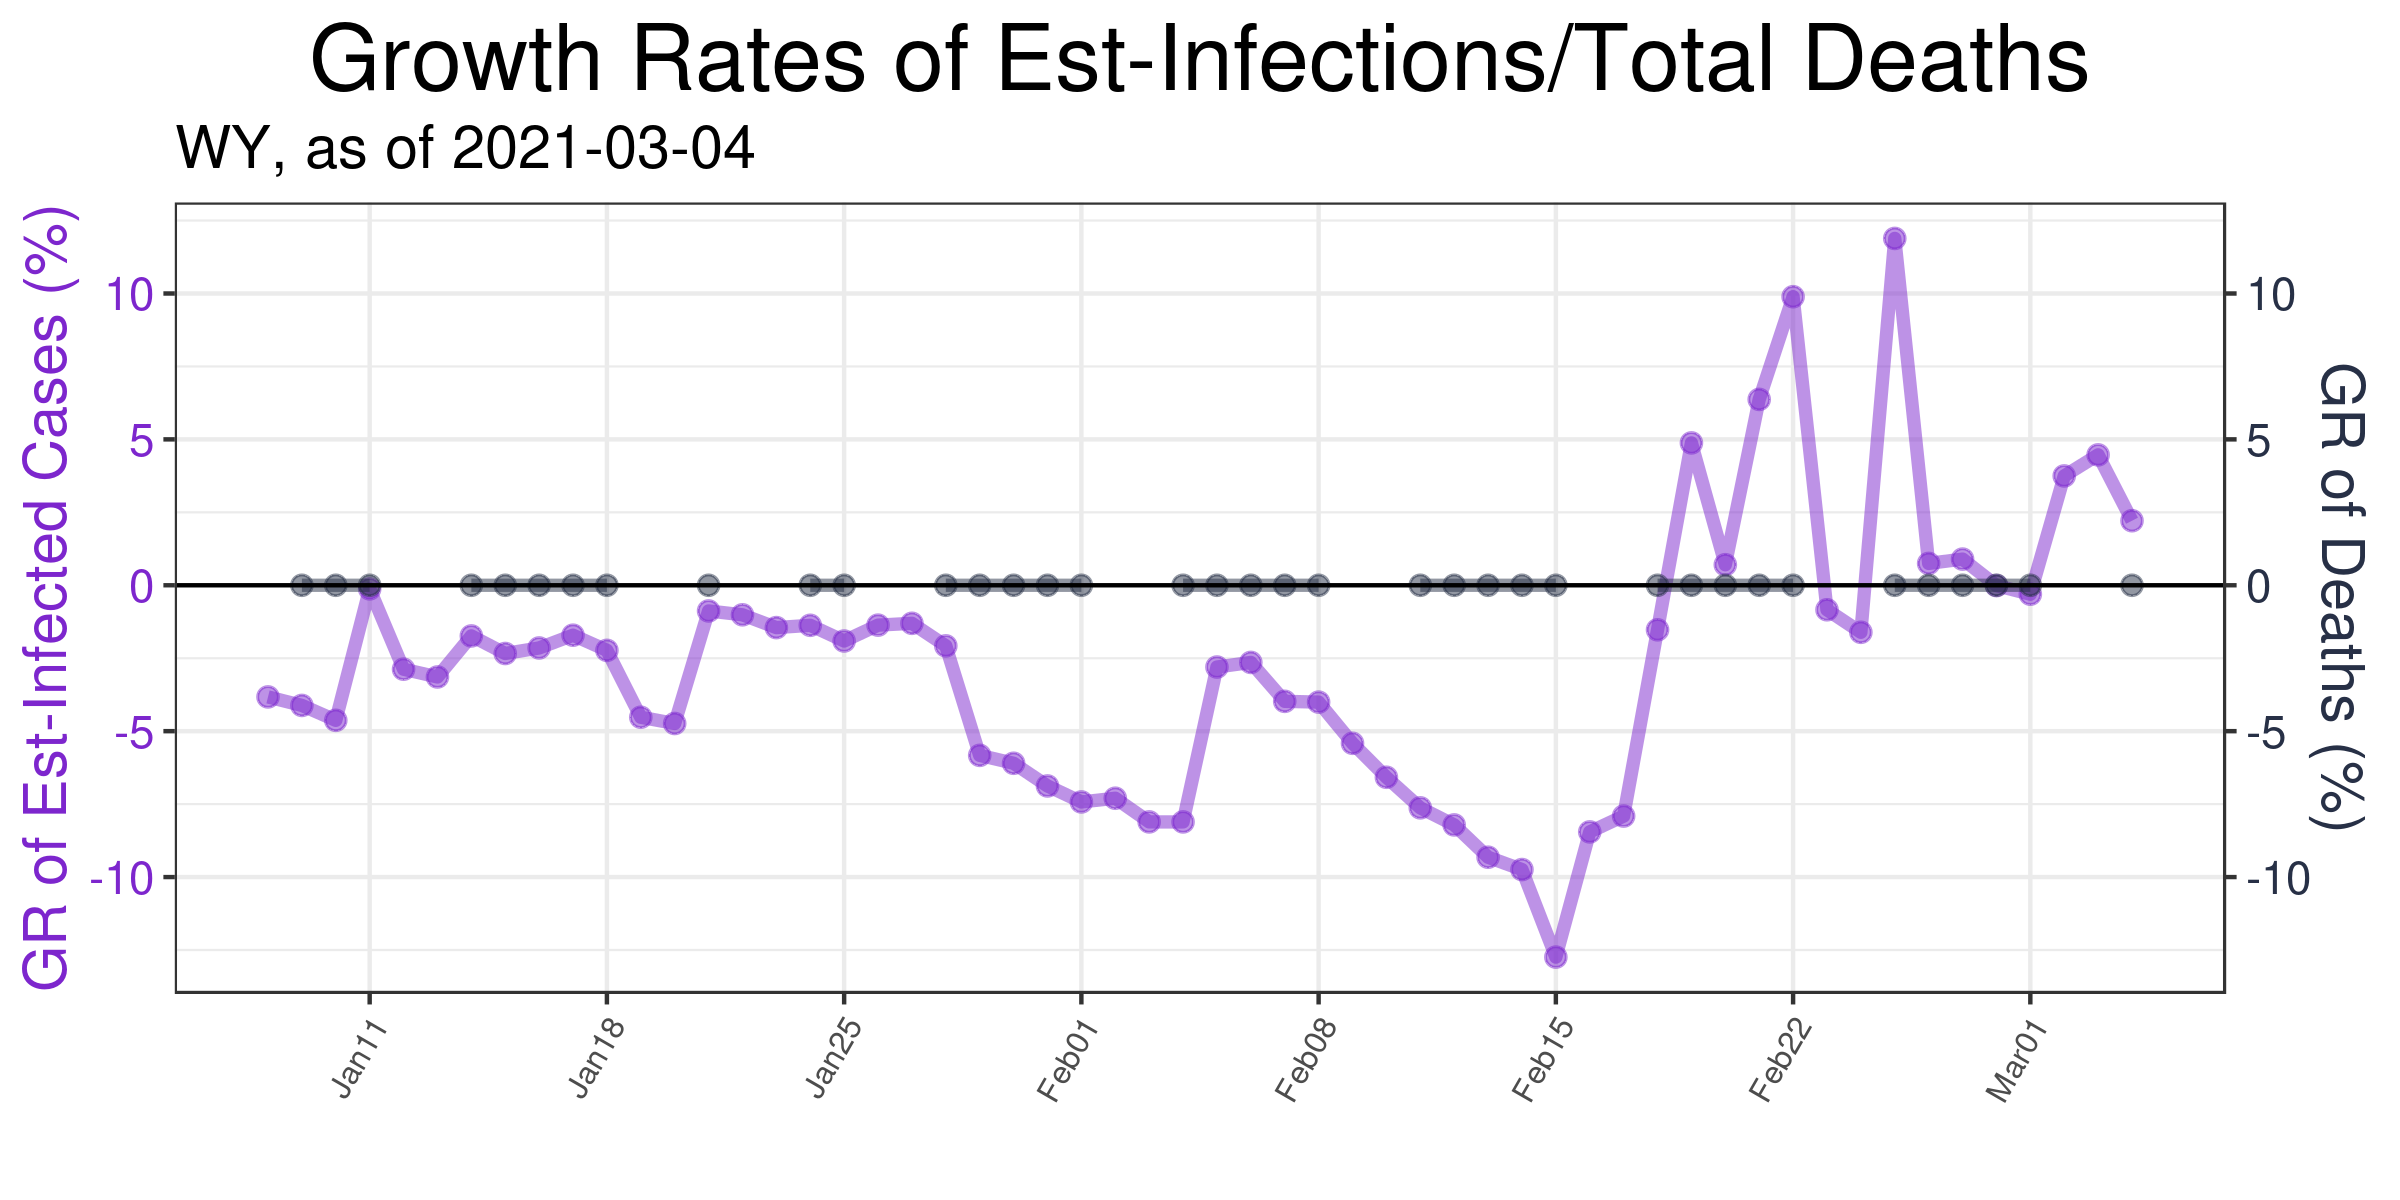 Growth Rates of Est-Infections/Total Deaths
WY, as of 2021-03-04
GR of Est-Infected Cases (%)
10
5
0
-5
-10
10
5
0
-5
-10
GR of Deaths (%)
Jan11
Jan18
Jan25
Feb01
Feb08
Feb15
Feb22
Mar01